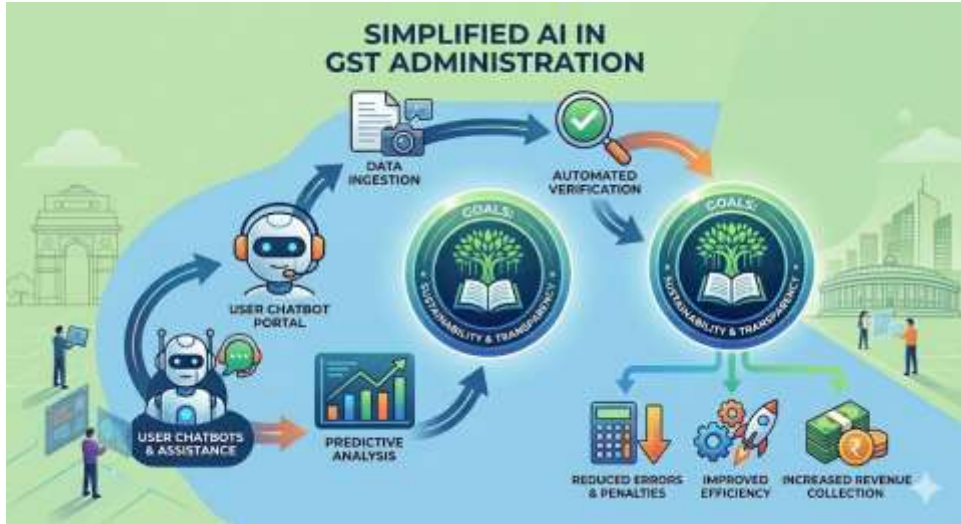 SIMPLIFIED AI IN
GST ADMINISTRATION
DATA
INGESTION
AUTOMATED
VERIFICATION
USER CHATBOT
PORTAL
GOALS:
SUSTAINABILITY & TRANSPARENCY
GOALS:
SUSTAINABILITY & TRANSPARENCY
USER CHATBOTS
& ASSISTANCE
PREDICTIVE
ANALYSIS
REDUCED ERRORS
& PENALTIES
IMPROVED
EFFICIENCY
INCREASED REVENUE
COLLECTION
₹